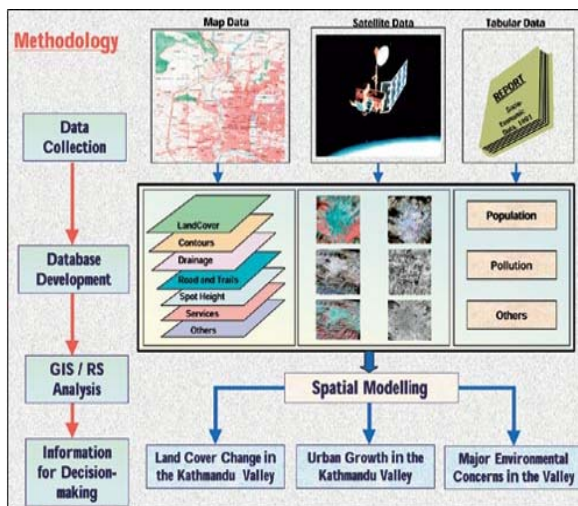 Methodology
Map Data
Satellite Data
Tabular Data
REPORT
Socio-
Economic
Data 1991
Data
Collection
LandCover
Contours
Drainage
Road and Trails
Spot Height
Services
Others
Population
Pollution
Others
Database
Development
GIS / RS
Analysis
Spatial Modelling
Information
for Decision-
making
Land Cover Change in
the Kathmandu Valley
Urban Growth in the
Kathmandu Valley
Major Environmental
Concerns in the Valley